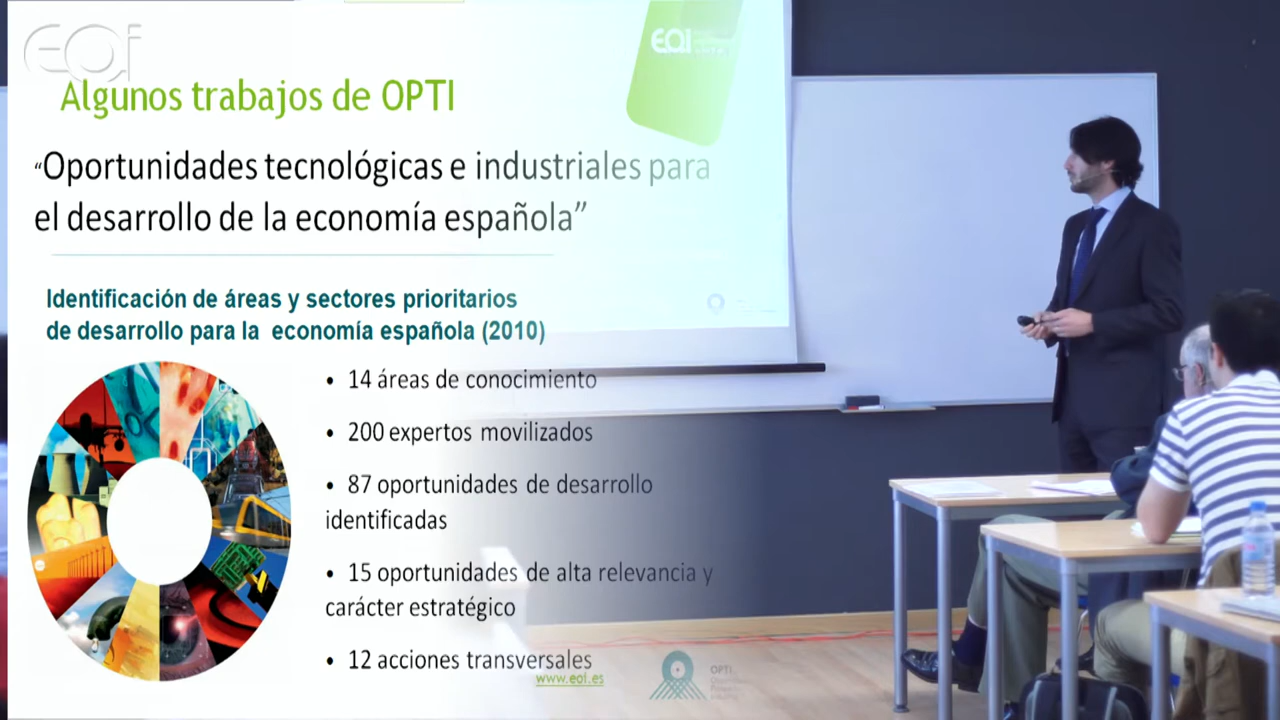 eoi
eoi
Algunos trabajos de OPTI
“Oportunidades tecnológicas e industriales para
el desarrollo de la economía española”
Identificación de áreas y sectores prioritarios
de desarrollo para la economía española (2010)
• 14 áreas de conocimiento
• 200 expertos movilizados
• 87 oportunidades de desarrollo
identificadas
• 15 oportunidades de alta relevancia y
carácter estratégico
• 12 acciones transversales
www.eoi.es
OPTI